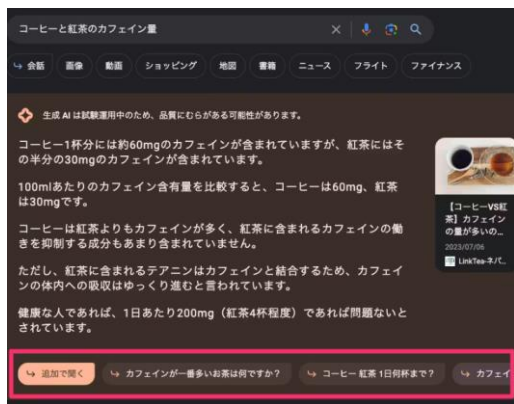 コーヒーと紅茶のカフェイン量
会話 画像 動画 ショッピング 地図 書籍 ニュース フライト ファイナンス
生成 AI は試験運用中のため、品質にむらがある可能性があります。
コーヒー1杯分には約60mgのカフェインが含まれていますが、紅茶にはそ
の半分の30mgのカフェインが含まれています。
100mlあたりのカフェイン含有量を比較すると、コーヒーは60mg、紅茶
は30mgです。
コーヒーは紅茶よりもカフェインが多く、紅茶に含まれるカフェインの働
きを抑制する成分もあまり含まれていません。
ただし、紅茶に含まれるテアニンはカフェインと結合するため、カフェイ
ンの体内への吸収はゆっくり進むと言われています。
健康な人であれば、1日あたり200mg（紅茶4杯程度）であれば問題ないと
されています。
【コーヒーVS紅
茶】カフェイン
の量が多いの...
2023/07/06
LinkTea-ネパ...
追加で聞く カフェインが一番多いお茶は何ですか？ コーヒー 紅茶 1日何杯まで？ カフェイ